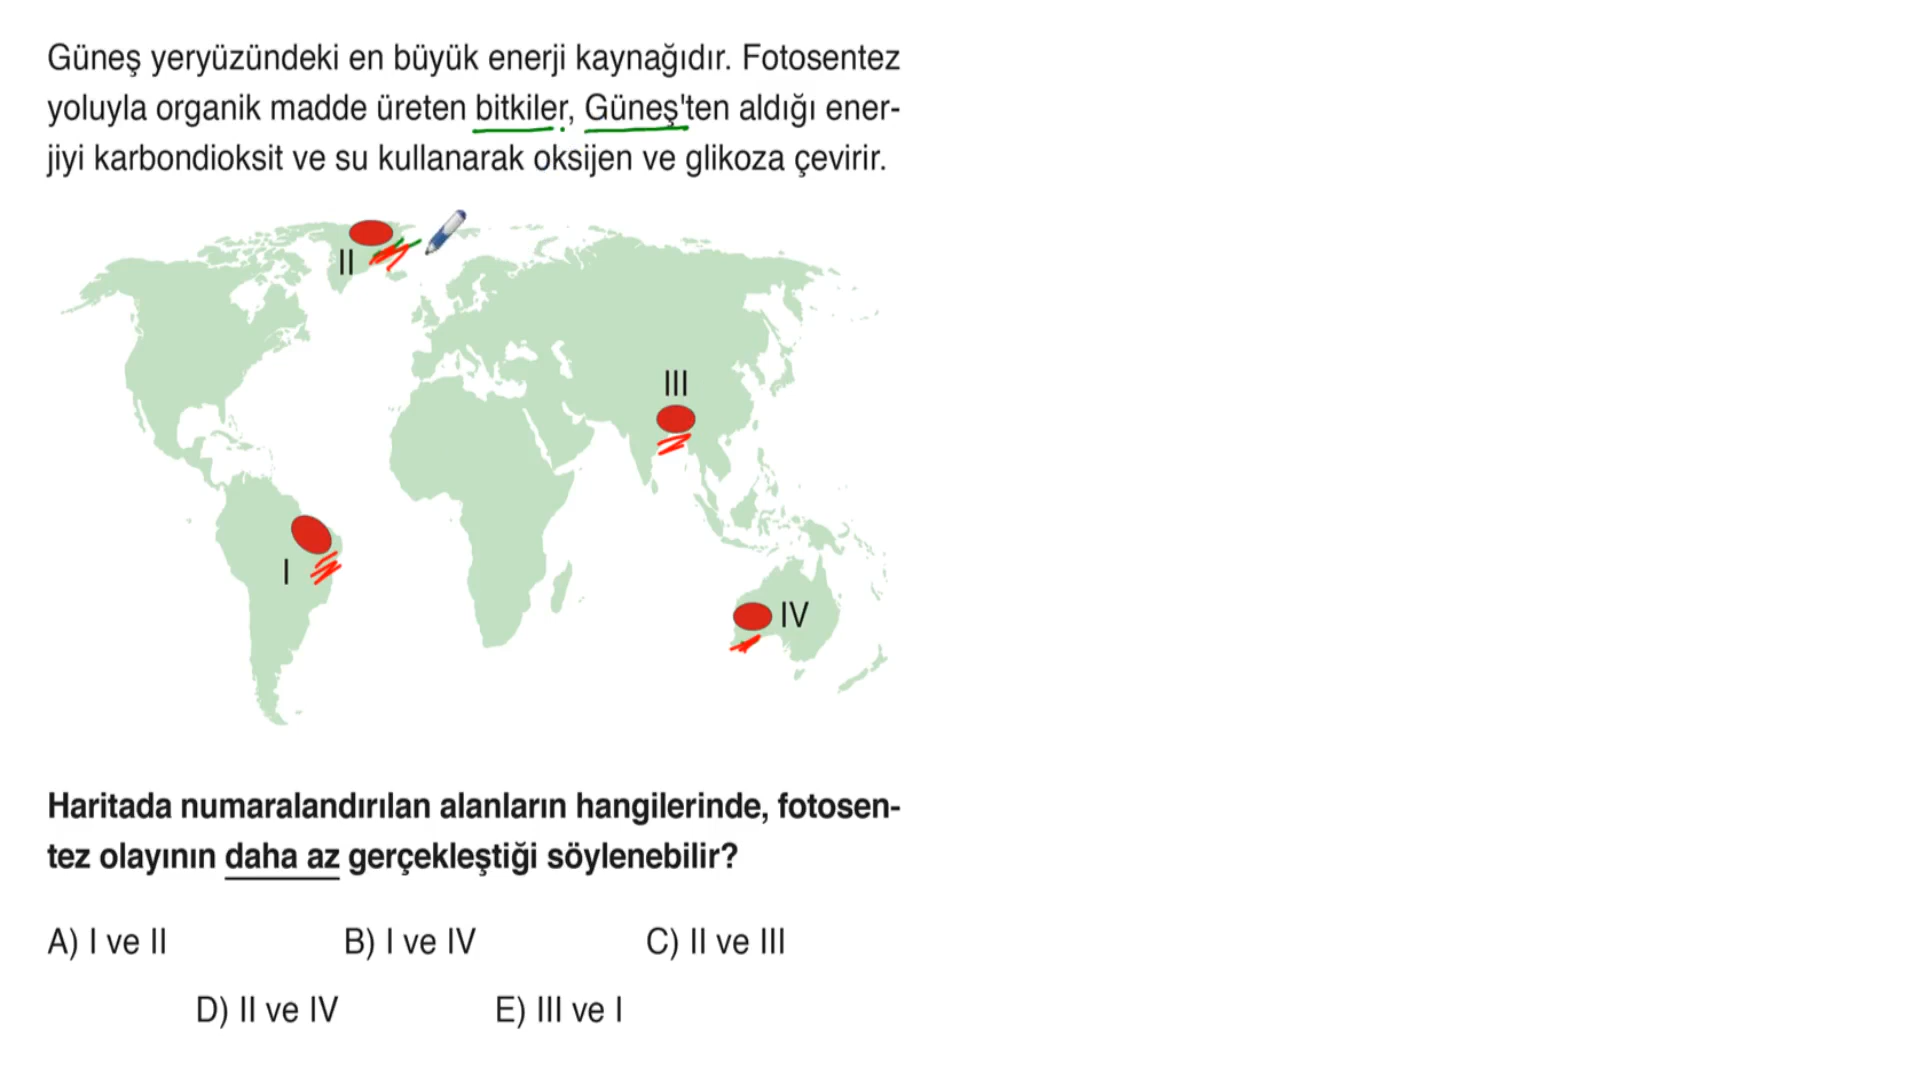 Güneş yeryüzündeki en büyük enerji kaynağıdır. Fotosentez
yoluyla organik madde üreten bitkiler, Güneş'ten aldığı ener-
jiyi karbondioksit ve su kullanarak oksijen ve glikoza çevirir.
II
III
I
IV
Haritada numaralandırılan alanların hangilerinde, fotosen-
tez olayının daha az gerçekleştiği söylenebilir?
A) I ve II B) I ve IV C) II ve III
D) II ve IV E) III ve I